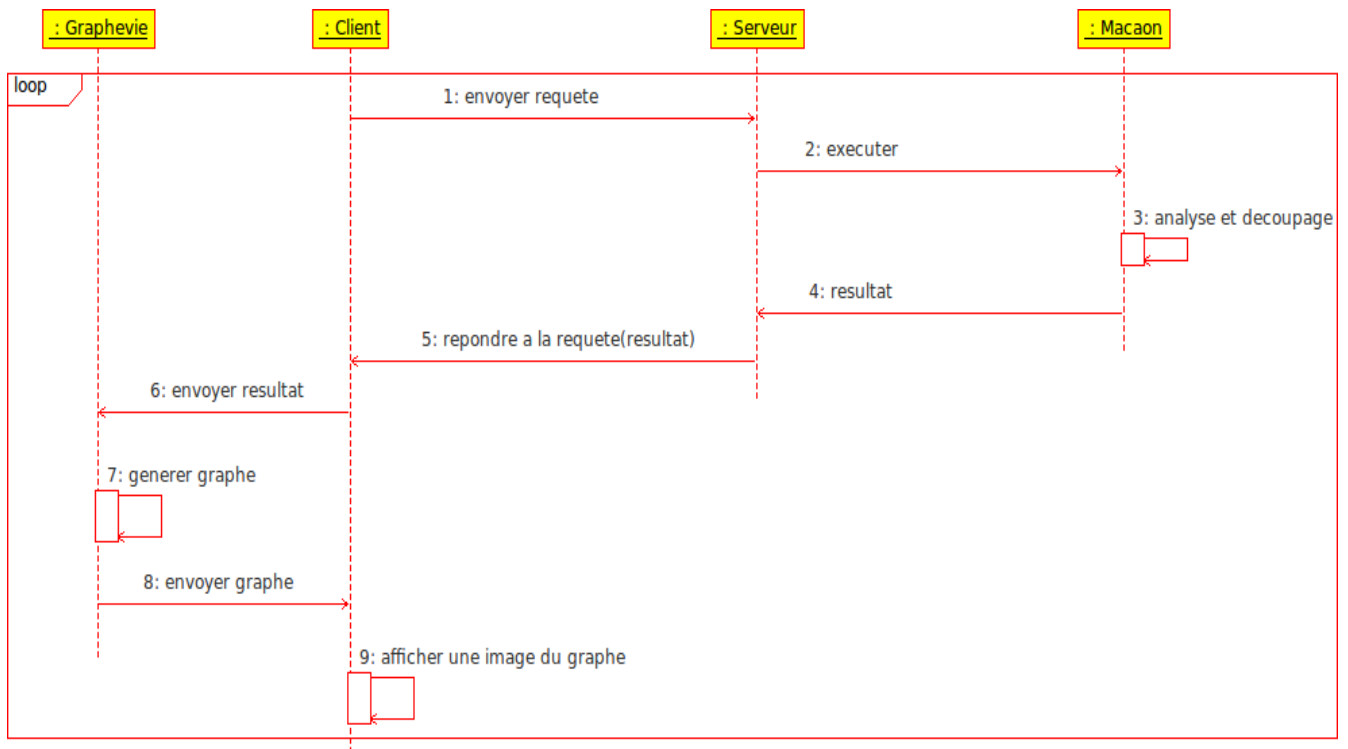 : Graphevie
: Client
: Serveur
: Macaon
loop
1: envoyer requete
2: executer
3: analyse et decoupage
4: resultat
5: repondre a la requete(resultat)
6: envoyer resultat
7: generer graphe
8: envoyer graphe
9: afficher une image du graphe